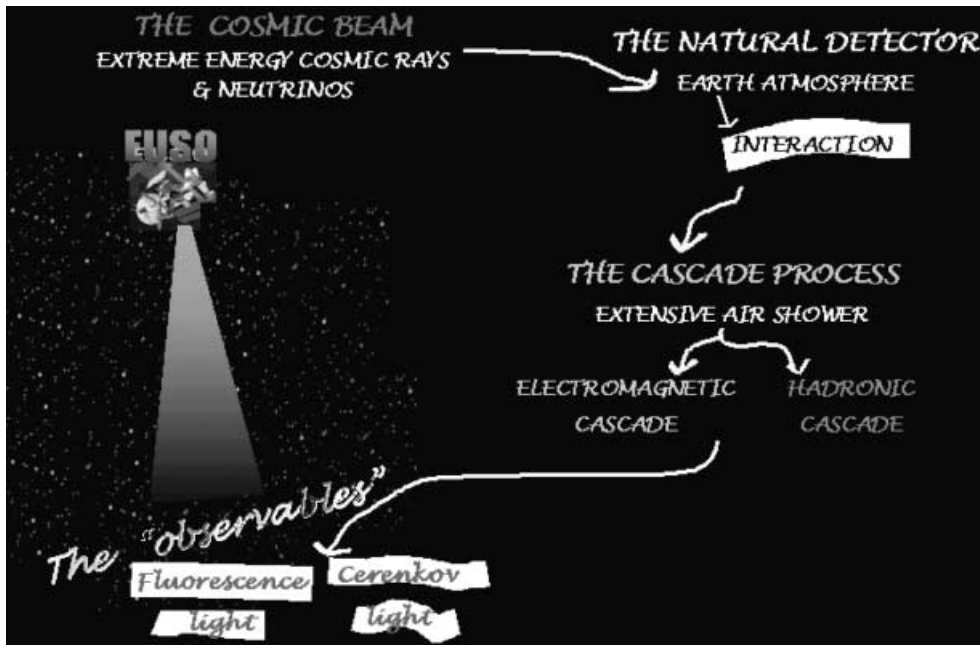 THE COSMIC BEAM
EXTREME ENERGY COSMIC RAYS
& NEUTRINOS
THE NATURAL DETECTOR
EARTH ATMOSPHERE
INTERACTION
EUSO
THE CASCADE PROCESS
EXTENSIVE AIR SHOWER
ELECTROMAGNETIC
CASCADE
HADRONIC
CASCADE
The "observables"
Fluorescence
light
Cerenkov
light